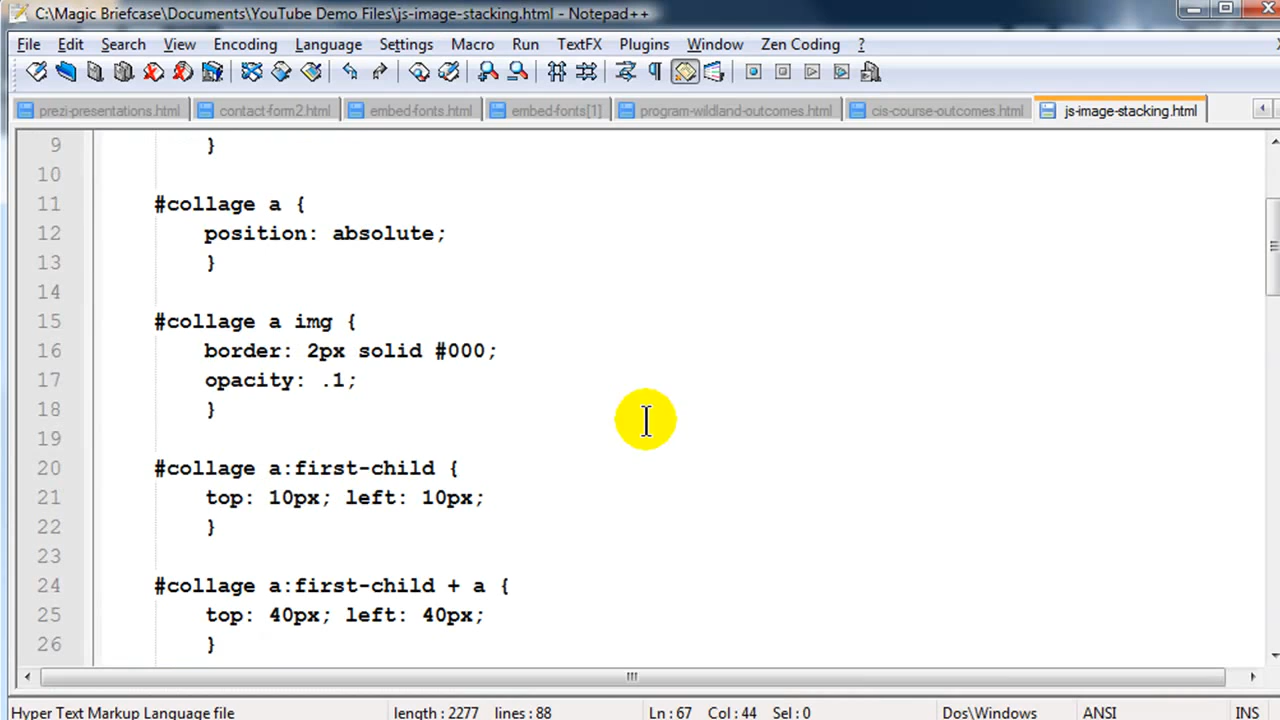 C:\Magic Briefcase\Documents\YouTube Demo Files\js-image-stacking.html - Notepad++
File Edit Search View Encoding Language Settings Macro Run TextFX Plugins Window Zen Coding ?
prezi-presentations.html contact-form2.html embed-fonts.html embed-fonts[1] program-wildland-outcomes.html cis-course-outcomes.html js-image-stacking.html
9 }
10
11 #collage a {
12 position: absolute;
13 }
14
15 #collage a img {
16 border: 2px solid #000;
17 opacity: .1;
18 }
19
20 #collage a:first-child {
21 top: 10px; left: 10px;
22 }
23
24 #collage a:first-child + a {
25 top: 40px; left: 40px;
26 }
Hyper Text Markup Language file length : 2277 lines : 88 Ln : 67 Col : 44 Sel : 0 Dos\Windows ANSI INS